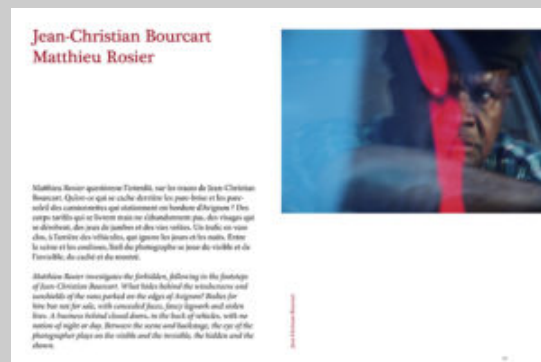 Jean-Christian Bourcart
Matthieu Rosier
Matthieu Rosier questionne l'interdit, sur les traces de Jean-Christian
Bourcart. Qu'est-ce qui se cache derrière les pare-brise et les pare-
soleil des camionnettes qui stationnent en bordure d'Avignon ? Des
corps tarifés qui se livrent mais ne s'abandonnent pas, des visages qui
se dérobent, des jeux de jambes et des vies volées. Un trafic en vase
clos, à l'arrière des véhicules, qui ignore les jours et les nuits. Entre
la scène et les coulisses, l'œil du photographe se joue du visible et de
l'invisible, du caché et du montré.
Matthieu Rosier investigates the forbidden, following in the footsteps
of Jean-Christian Bourcart. What hides behind the windscreens and
sunshields of the vans parked on the edges of Avignon? Bodies for
hire but not for sale, with concealed faces, fancy legwork and stolen
lives. A business behind closed doors, in the back of vehicles, with no
notion of night or day. Between the scene and backstage, the eye of the
photographer plays on the visible and the invisible, the hidden and the
shown.
Jean-Christian Bourcart